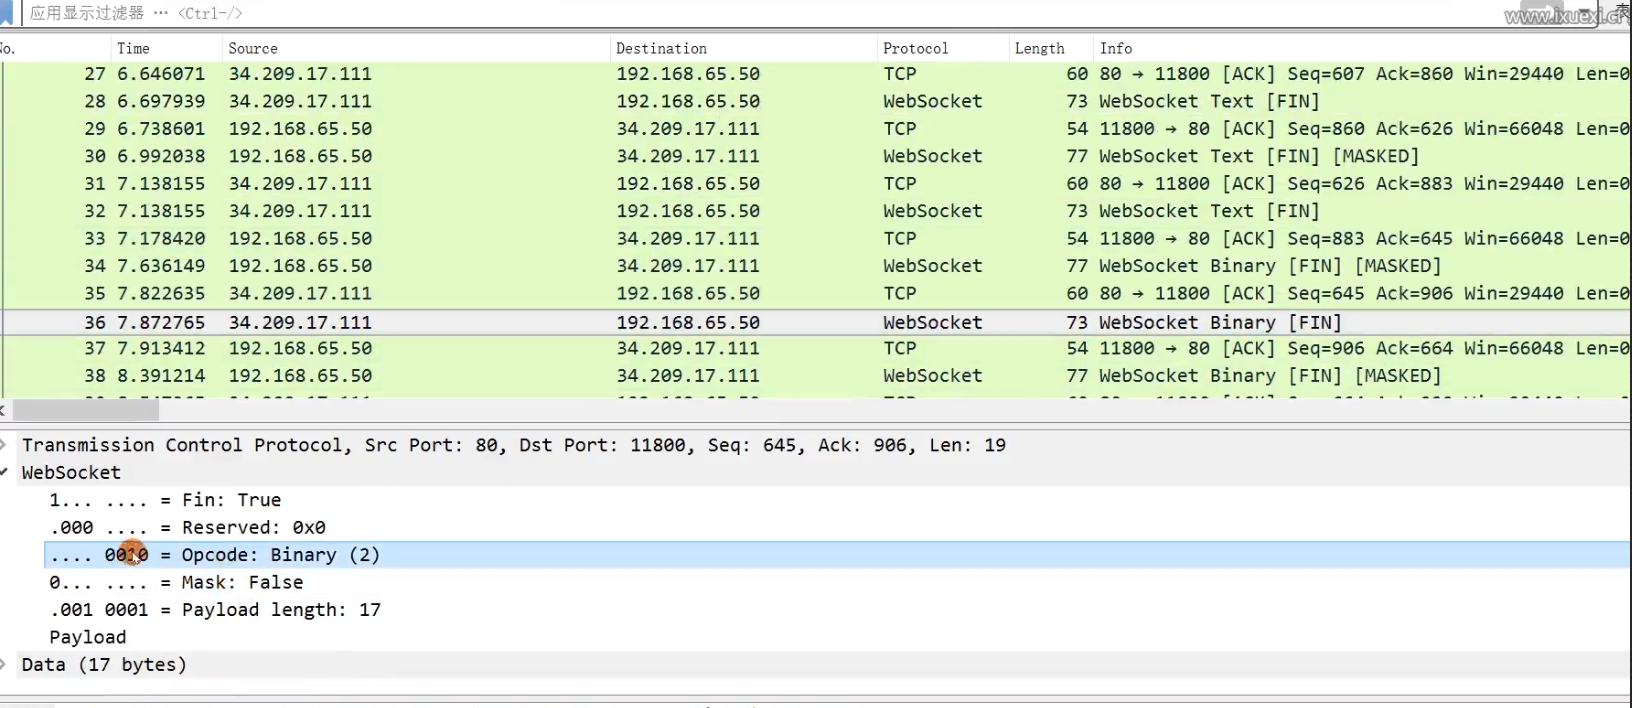 应用显示过滤器 … <Ctrl-/>
No. Time Source Destination Protocol Length Info
27 6.646071 34.209.17.111 192.168.65.50 TCP 60 80 → 11800 [ACK] Seq=607 Ack=860 Win=29440 Len=0
28 6.697939 34.209.17.111 192.168.65.50 WebSocket 73 WebSocket Text [FIN]
29 6.738601 192.168.65.50 34.209.17.111 TCP 54 11800 → 80 [ACK] Seq=860 Ack=626 Win=66048 Len=0
30 6.992038 192.168.65.50 34.209.17.111 WebSocket 77 WebSocket Text [FIN] [MASKED]
31 7.138155 34.209.17.111 192.168.65.50 TCP 60 80 → 11800 [ACK] Seq=626 Ack=883 Win=29440 Len=0
32 7.138155 34.209.17.111 192.168.65.50 WebSocket 73 WebSocket Text [FIN]
33 7.178420 192.168.65.50 34.209.17.111 TCP 54 11800 → 80 [ACK] Seq=883 Ack=645 Win=66048 Len=0
34 7.636149 192.168.65.50 34.209.17.111 WebSocket 77 WebSocket Binary [FIN] [MASKED]
35 7.822635 34.209.17.111 192.168.65.50 TCP 60 80 → 11800 [ACK] Seq=645 Ack=906 Win=29440 Len=0
36 7.872765 34.209.17.111 192.168.65.50 WebSocket 73 WebSocket Binary [FIN]
37 7.913412 192.168.65.50 34.209.17.111 TCP 54 11800 → 80 [ACK] Seq=906 Ack=664 Win=66048 Len=0
38 8.391214 192.168.65.50 34.209.17.111 WebSocket 77 WebSocket Binary [FIN] [MASKED]
Transmission Control Protocol, Src Port: 80, Dst Port: 11800, Seq: 645, Ack: 906, Len: 19
WebSocket
1... .... = Fin: True
.000 .... = Reserved: 0x0
.... 0010 = Opcode: Binary (2)
0... .... = Mask: False
.001 0001 = Payload length: 17
Payload
Data (17 bytes)